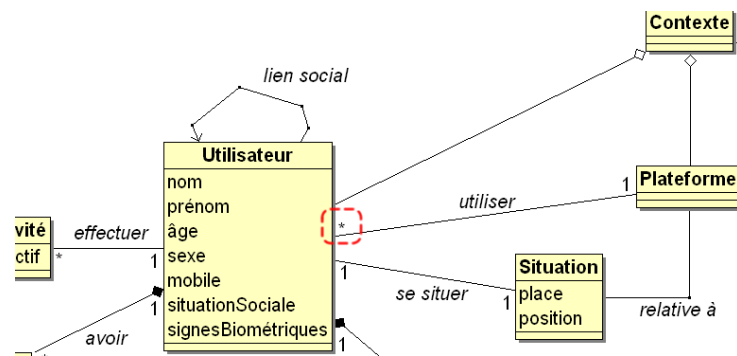 Contexte
lien social
Utilisateur
nom
prénom
âge
sexe
mobile
situationSociale
signesBiométriques
utiliser
*
1
Plateforme
vité
ctif
effectuer
*
1
1
se situer
1
Situation
place
position
relative à
avoir
1
1